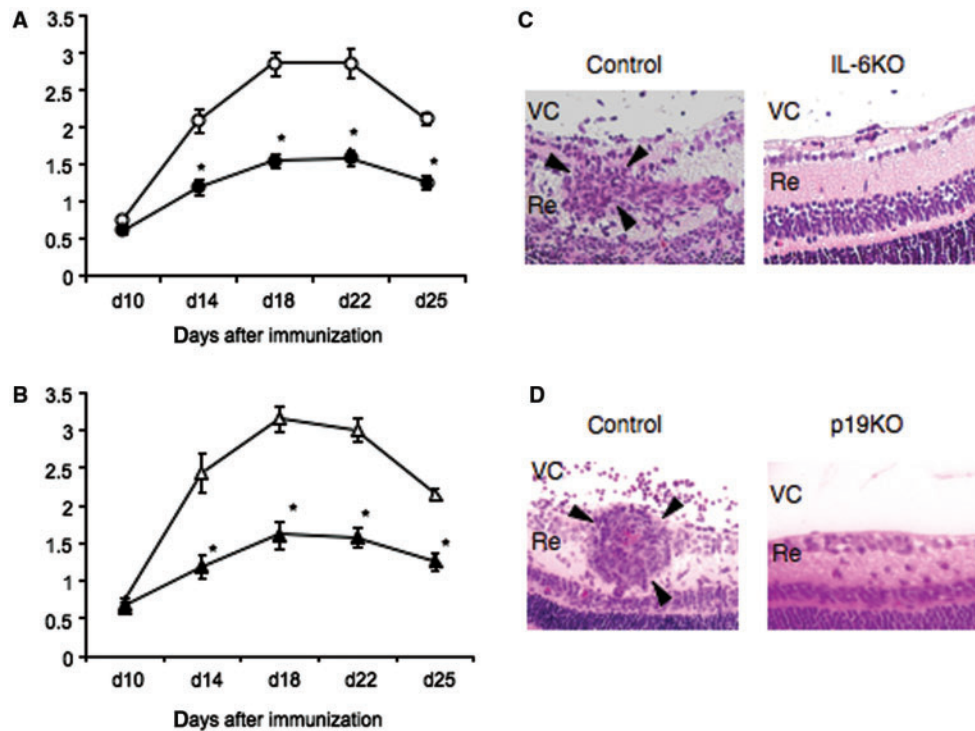 A
3.5
3
2.5
2
1.5
1
0.5
0
* * * *
d10 d14 d18 d22 d25
Days after immunization
B
3.5
3
2.5
2
1.5
1
0.5
0
* * * *
d10 d14 d18 d22 d25
Days after immunization
C
Control IL-6KO
VC VC
Re Re
D
Control p19KO
VC VC
Re Re